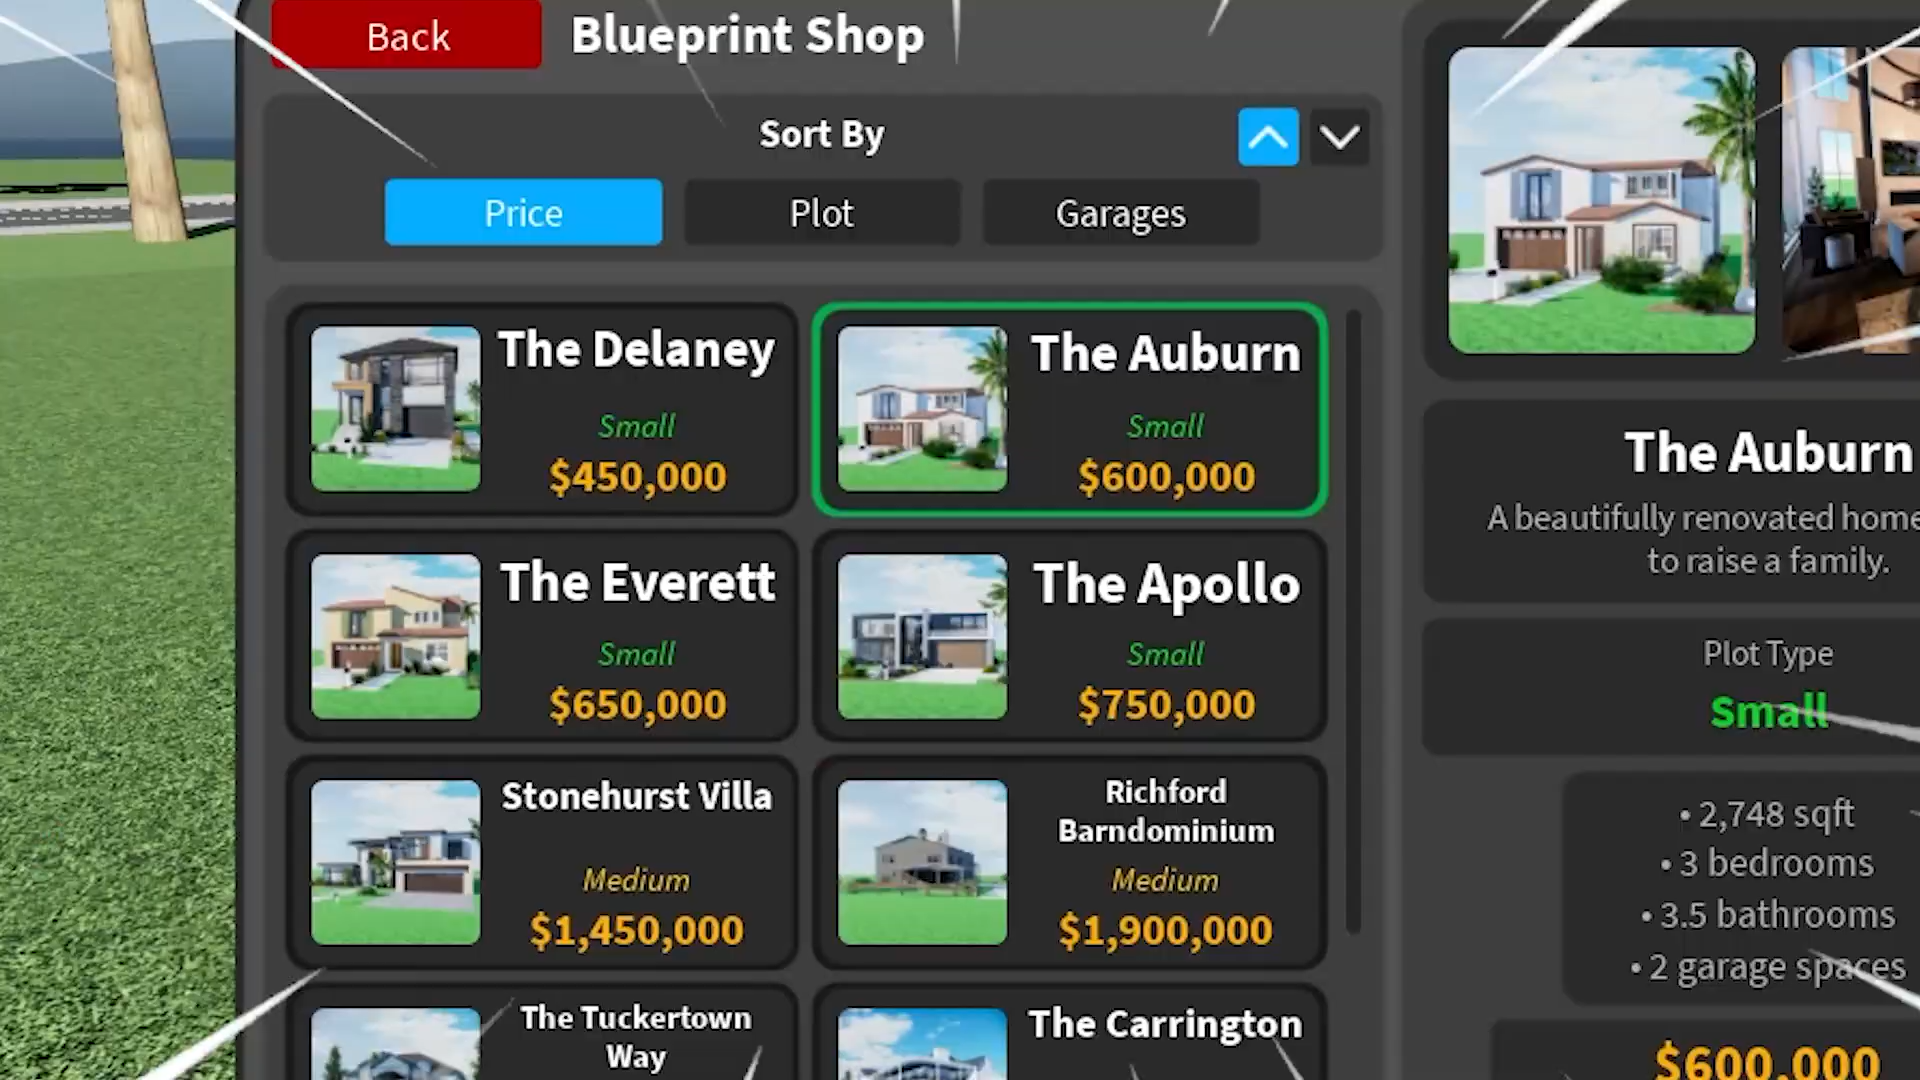 Back
Blueprint Shop
Sort By
Price
Plot
Garages
The Delaney
Small
$450,000
The Auburn
Small
$600,000
The Everett
Small
$650,000
The Apollo
Small
$750,000
Stonehurst Villa
Medium
$1,450,000
Richford
Barndominium
Medium
$1,900,000
The Tuckertown
Way
The Carrington
The Auburn
A beautifully renovated home
to raise a family.
Plot Type
Small
• 2,748 sqft
• 3 bedrooms
• 3.5 bathrooms
• 2 garage spaces
$600,000